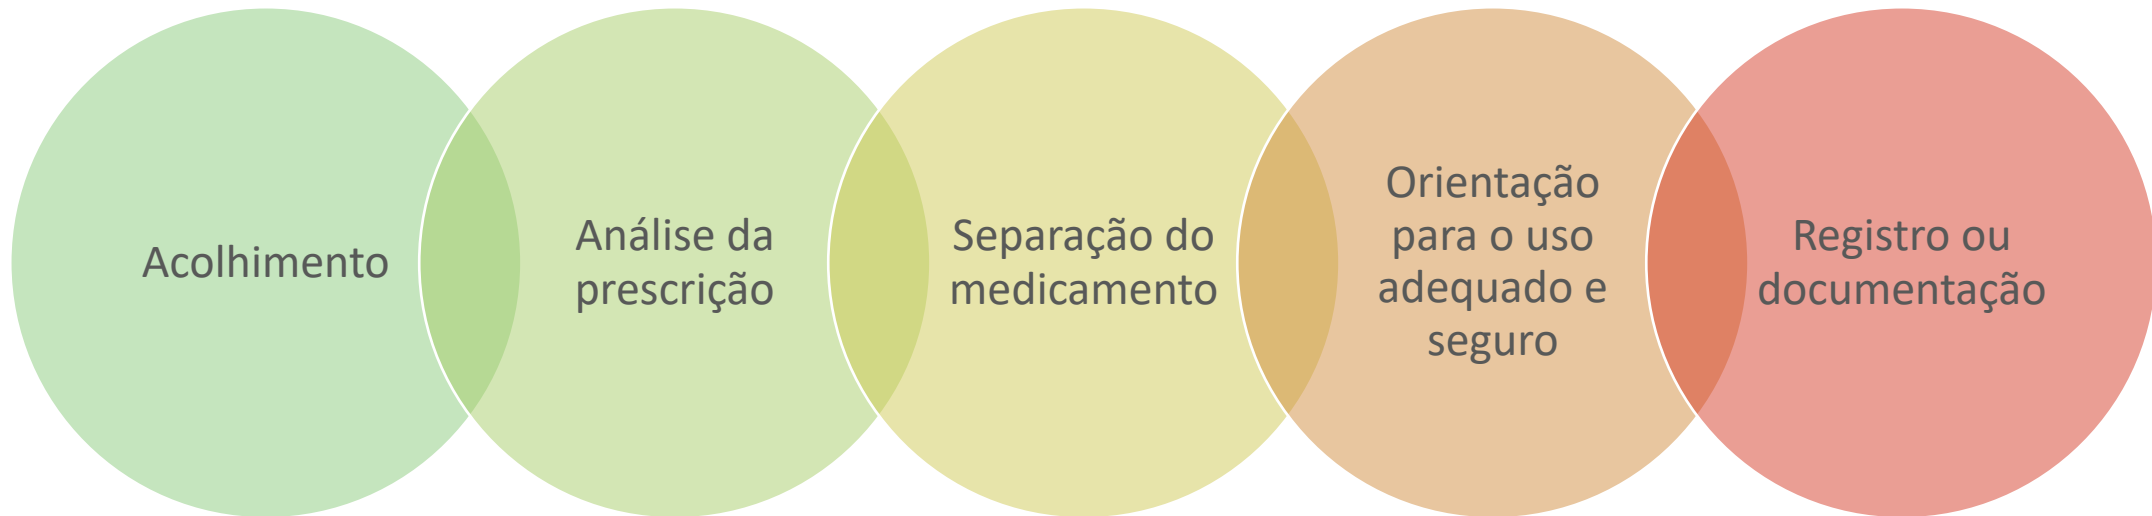 Acolhimento
Análise da
prescrição
Separação do
medicamento
Orientação
para o uso
adequado e
seguro
Registro ou
documentação